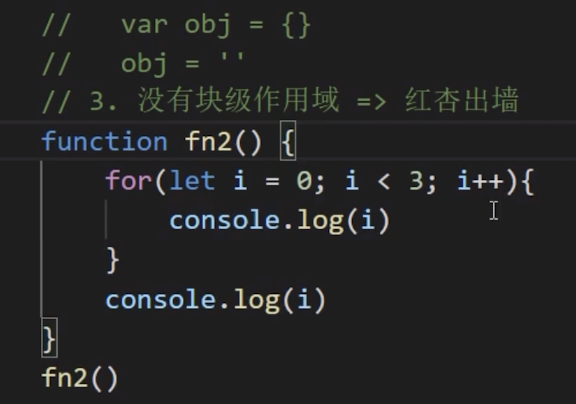 //   var obj = {}
//   obj = ''
// 3. 没有块级作用域 => 红杏出墙
function fn2() {
    for(let i = 0; i < 3; i++){
        console.log(i)
    }
    console.log(i)
}
fn2()